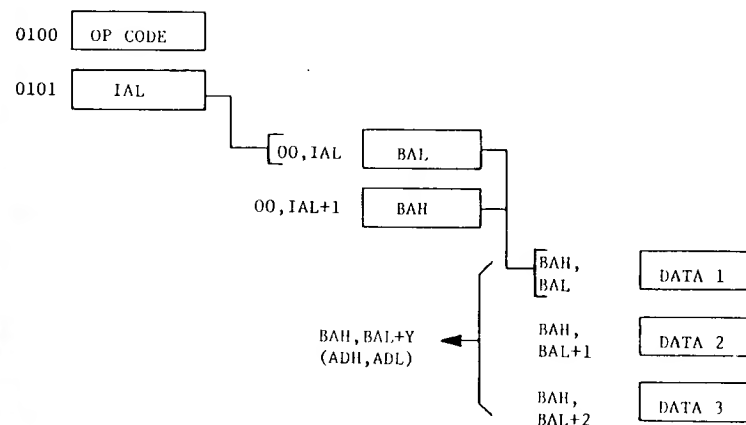 0100 OP CODE
0101 IAL
00,IAL BAL
00,IAL+1 BAH
BAH,
BAL DATA 1
BAH,BAL+Y
(ADH,ADL)
BAH,
BAL+1 DATA 2
BAH,
BAL+2 DATA 3